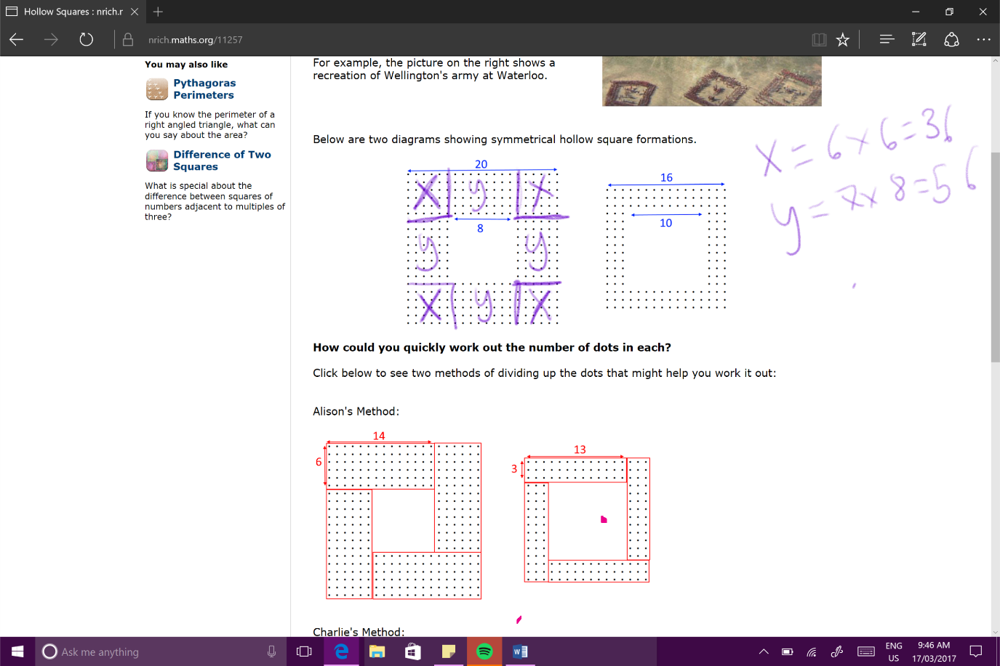 Hollow Squares : nrich.r
nrich.maths.org/11257
You may also like
Pythagoras
Perimeters
If you know the perimeter of a
right angled triangle, what can
you say about the area?
Difference of Two
Squares
What is special about the
difference between squares of
numbers adjacent to multiples of
three?
For example, the picture on the right shows a
recreation of Wellington's army at Waterloo.
Below are two diagrams showing symmetrical hollow square formations.
20
x y x
8
y y
x y x
16
10
x = 6 x 6 = 36
y = 7 x 8 = 56
How could you quickly work out the number of dots in each?
Click below to see two methods of dividing up the dots that might help you work it out:
Alison's Method:
14
6
13
3
Charlie's Method:
Ask me anything
ENG
US
9:46 AM
17/03/2017